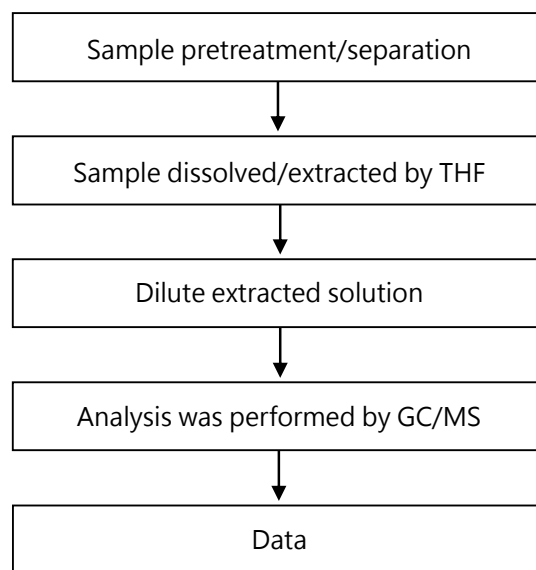 Sample pretreatment/separation
Sample dissolved/extracted by THF
Dilute extracted solution
Analysis was performed by GC/MS
Data